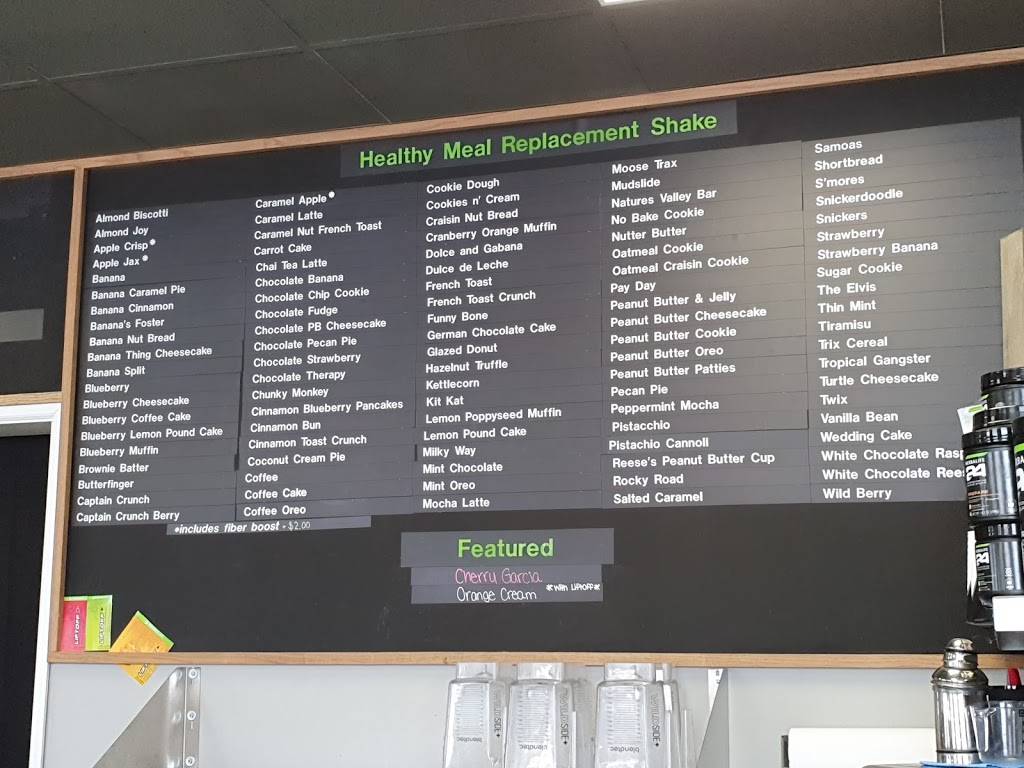 Healthy Meal Replacement Shake
Almond Biscotti
Almond Joy
Apple Crisp*
Apple Jax*
Banana
Banana Caramel Pie
Banana Cinnamon
Banana's Foster
Banana Nut Bread
Banana Thing Cheesecake
Banana Split
Blueberry
Blueberry Cheesecake
Blueberry Coffee Cake
Blueberry Lemon Pound Cake
Blueberry Muffin
Brownie Batter
Butterfinger
Captain Crunch
Captain Crunch Berry
Caramel Apple*
Caramel Latte
Caramel Nut French Toast
Carrot Cake
Chai Tea Latte
Chocolate Banana
Chocolate Chip Cookie
Chocolate Fudge
Chocolate PB Cheesecake
Chocolate Pecan Pie
Chocolate Strawberry
Chocolate Therapy
Chunky Monkey
Cinnamon Blueberry Pancakes
Cinnamon Bun
Cinnamon Toast Crunch
Coconut Cream Pie
Coffee
Coffee Cake
Coffee Oreo
Cookie Dough
Cookies n' Cream
Craisin Nut Bread
Cranberry Orange Muffin
Dolce and Gabana
Dulce de Leche
French Toast
French Toast Crunch
Funny Bone
German Chocolate Cake
Glazed Donut
Hazelnut Truffle
Kettlecorn
Kit Kat
Lemon Poppyseed Muffin
Lemon Pound Cake
Milky Way
Mint Chocolate
Mint Oreo
Mocha Latte
Moose Trax
Mudslide
Natures Valley Bar
No Bake Cookie
Nutter Butter
Oatmeal Cookie
Oatmeal Craisin Cookie
Pay Day
Peanut Butter & Jelly
Peanut Butter Cheesecake
Peanut Butter Cookie
Peanut Butter Oreo
Peanut Butter Patties
Pecan Pie
Peppermint Mocha
Pistacchio
Pistachio Cannoli
Reese's Peanut Butter Cup
Rocky Road
Salted Caramel
Samoas
Shortbread
S'mores
Snickerdoodle
Snickers
Strawberry
Strawberry Banana
Sugar Cookie
The Elvis
Thin Mint
Tiramisu
Trix Cereal
Tropical Gangster
Turtle Cheesecake
Twix
Vanilla Bean
Wedding Cake
White Chocolate Rasp
White Chocolate Rees
Wild Berry
*includes fiber boost - $2.00
Featured
Cherry Garcia
Orange Cream *with Liftoff*
LIFTOFF
LIFTOFF
blendtec
WILDSIDE+
blendtec
WILDSIDE+
blendtec
WILDSIDE+
24
24